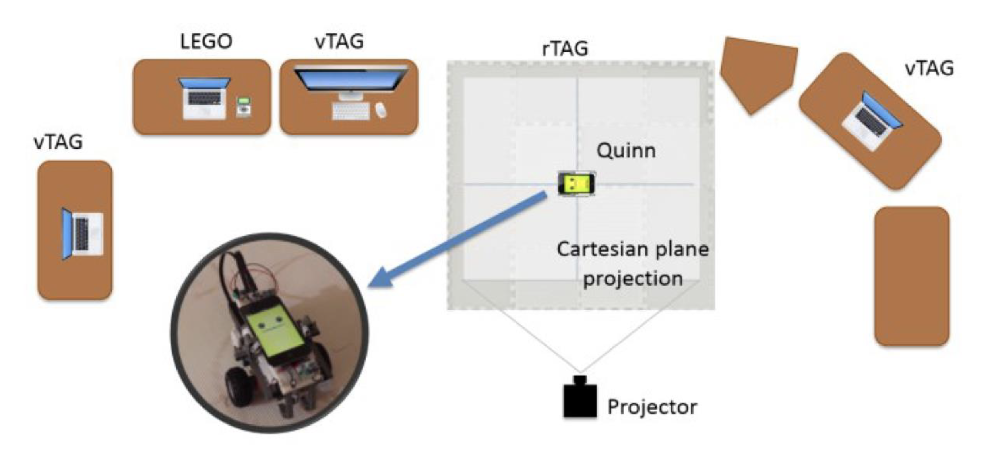 LEGO
vTAG
rTAG
vTAG
vTAG
Quinn
Cartesian plane
projection
Projector